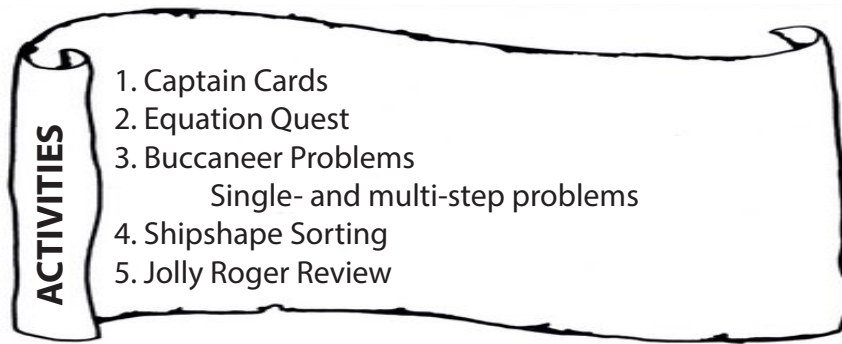 ACTIVITIES
1. Captain Cards
2. Equation Quest
3. Buccaneer Problems
Single- and multi-step problems
4. Shipshape Sorting
5. Jolly Roger Review